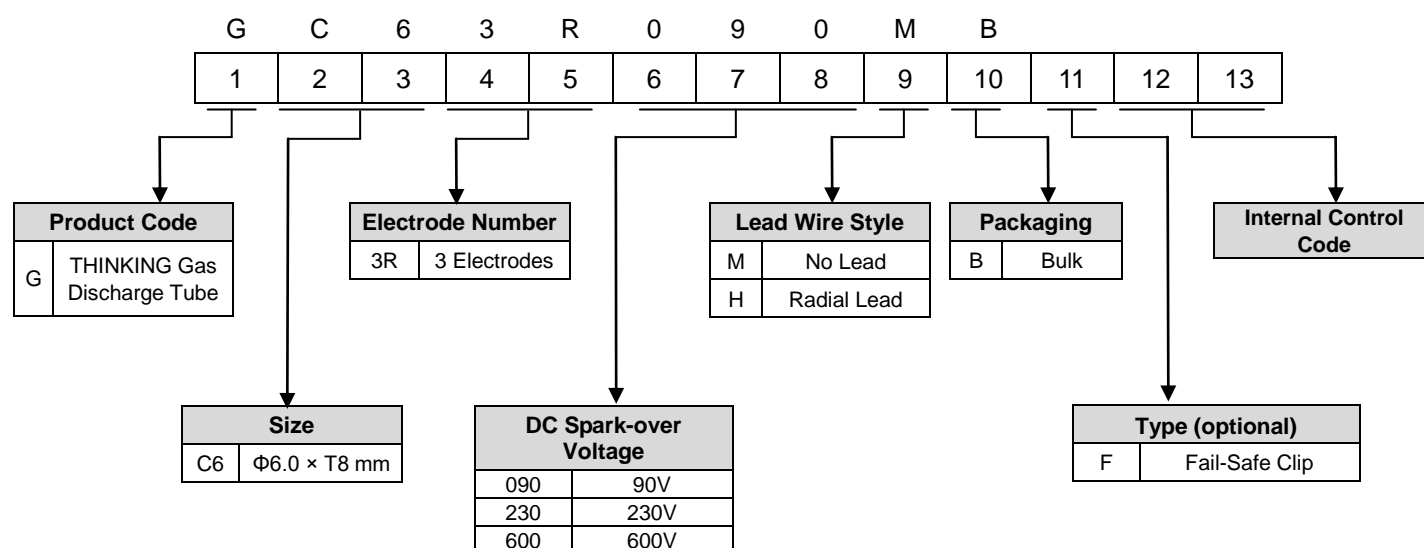 G C 6 3 R 0 9 0 M B
1 2 3 4 5 6 7 8 9 10 11 12 13
Product Code
G THINKING Gas
Discharge Tube
Electrode Number
3R 3 Electrodes
Lead Wire Style
M No Lead
H Radial Lead
Packaging
B Bulk
Internal Control
Code
Size
C6 Φ6.0 × T8 mm
DC Spark-over
Voltage
090 90V
230 230V
600 600V
Type (optional)
F Fail-Safe Clip